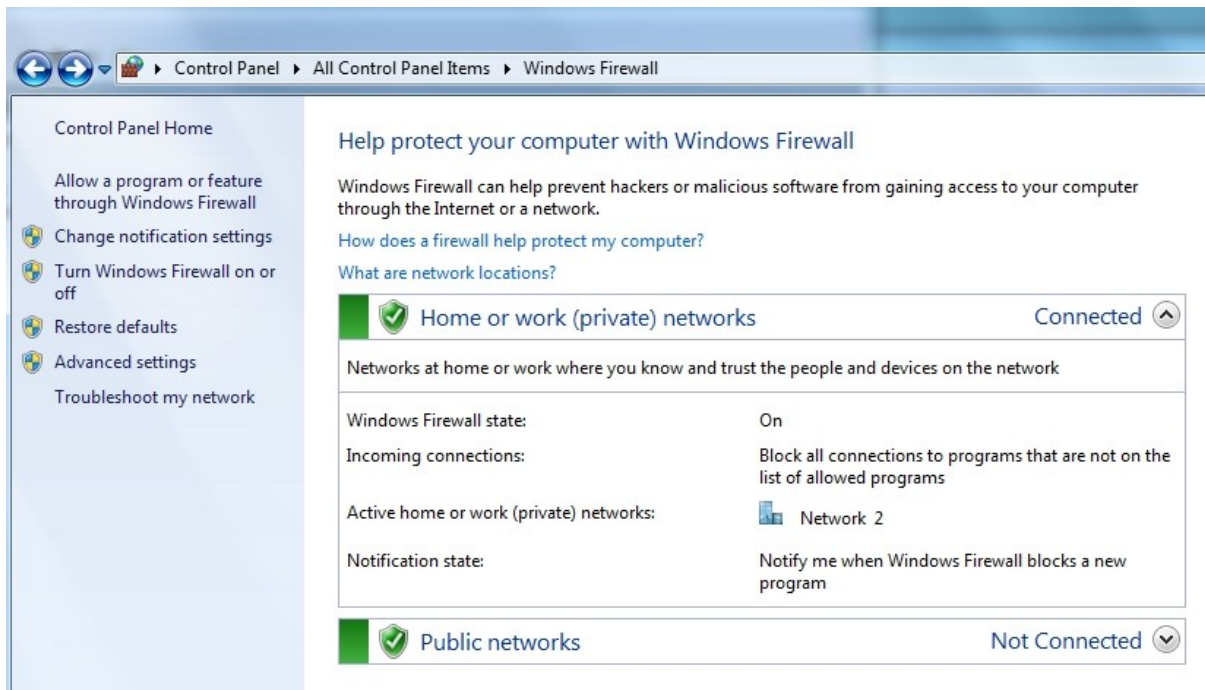 Control Panel ▸ All Control Panel Items ▸ Windows Firewall
Control Panel Home
Allow a program or feature
through Windows Firewall
Change notification settings
Turn Windows Firewall on or
off
Restore defaults
Advanced settings
Troubleshoot my network
Help protect your computer with Windows Firewall
Windows Firewall can help prevent hackers or malicious software from gaining access to your computer
through the Internet or a network.
How does a firewall help protect my computer?
What are network locations?
Home or work (private) networks Connected
Networks at home or work where you know and trust the people and devices on the network
Windows Firewall state: On
Incoming connections: Block all connections to programs that are not on the
list of allowed programs
Active home or work (private) networks: Network 2
Notification state: Notify me when Windows Firewall blocks a new
program
Public networks Not Connected